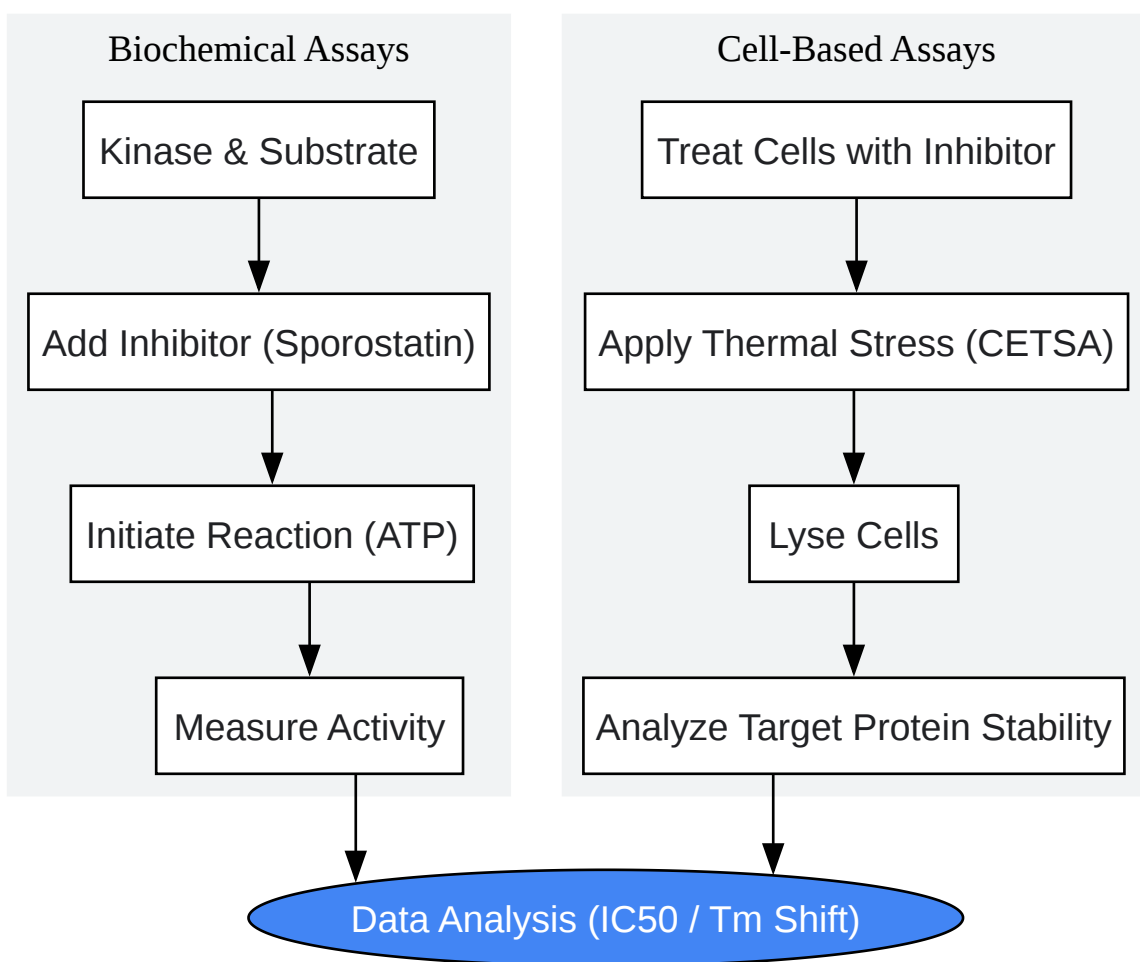 Biochemical Assays
Kinase & Substrate
Add Inhibitor (Sporostatin)
Initiate Reaction (ATP)
Measure Activity
Cell-Based Assays
Treat Cells with Inhibitor
Apply Thermal Stress (CETSA)
Lyse Cells
Analyze Target Protein Stability
Data Analysis (IC50 / Tm Shift)